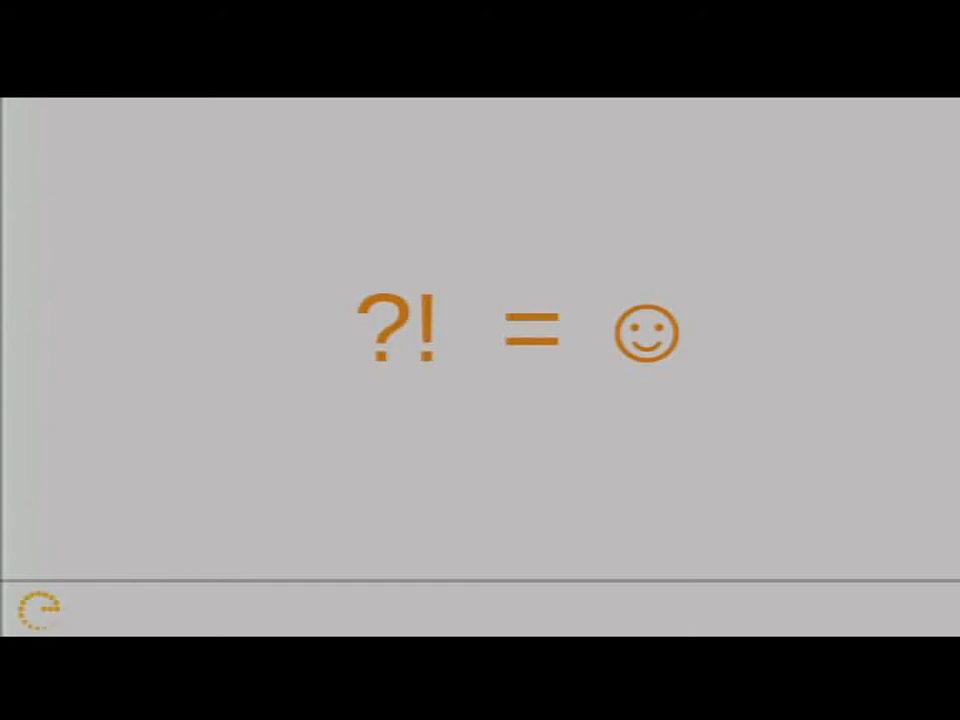 ?! = ☺